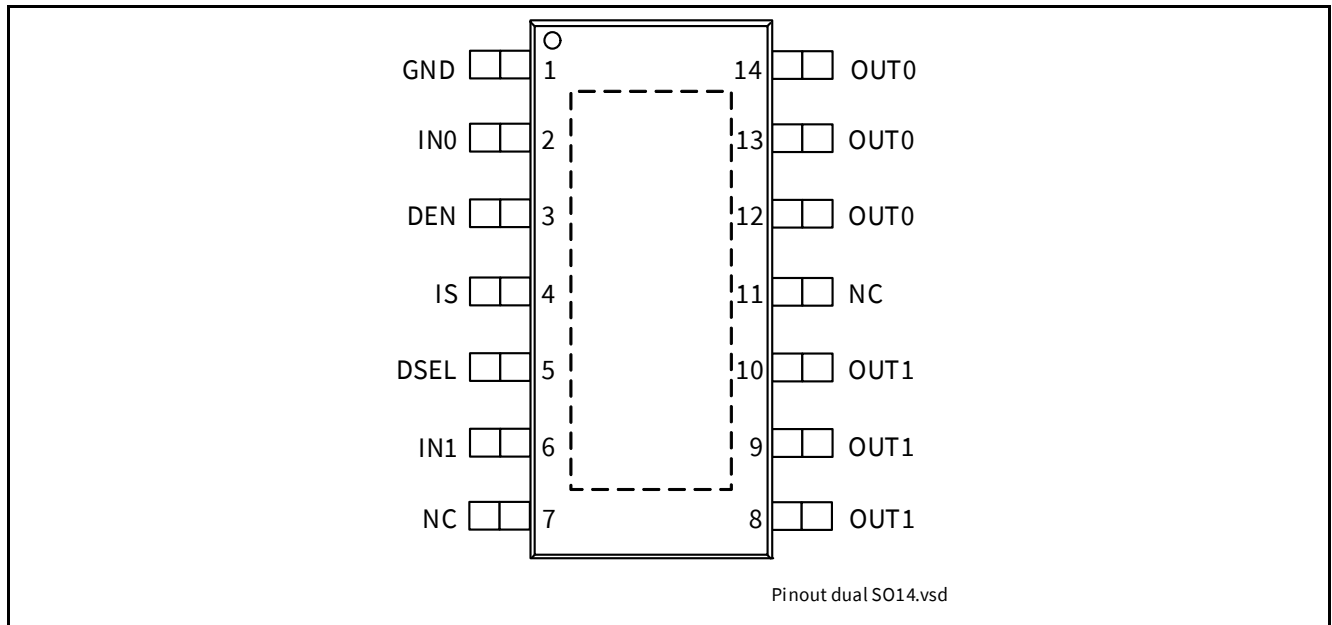 GND 1 14 OUT0
IN0 2 13 OUT0
DEN 3 12 OUT0
IS 4 11 NC
DSEL 5 10 OUT1
IN1 6 9 OUT1
NC 7 8 OUT1
Pinout dual SO14.vsd